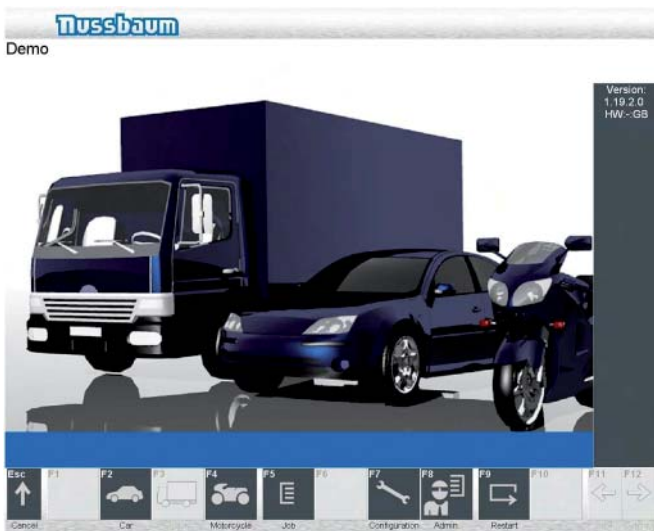 Nussbaum
Demo
Version:
1.19.2.0
HW:-:GB
Esc F1 F2 F3 F4 F5 F6 F7 F8 F9 F10 F11 F12
Cancel Car Motorcycle Job Configuration Admin. Restart